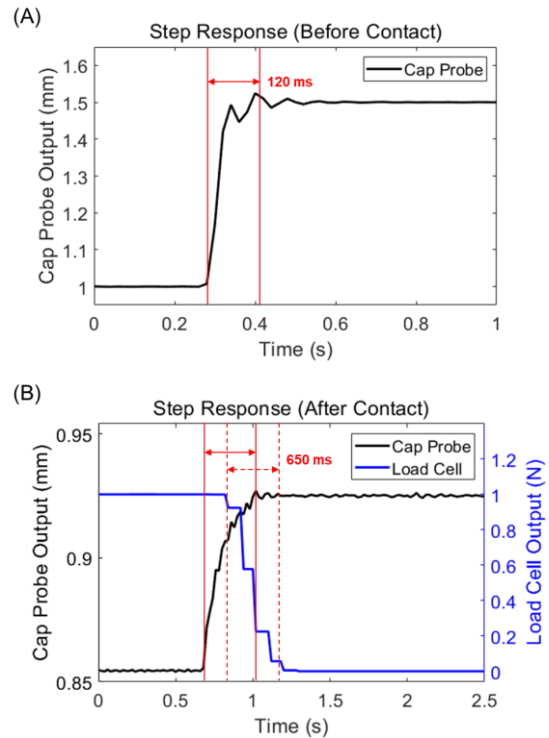 (A)
Step Response (Before Contact)
1.6
1.5
1.4
1.3
1.2
1.1
1
Cap Probe Output (mm)
120 ms
Cap Probe
0 0.2 0.4 0.6 0.8 1
Time (s)
(B)
Step Response (After Contact)
0.95
0.9
0.85
Cap Probe Output (mm)
650 ms
Cap Probe
Load Cell
1.2
1
0.8
0.6
0.4
0.2
0
Load Cell Output (N)
0 0.5 1 1.5 2 2.5
Time (s)